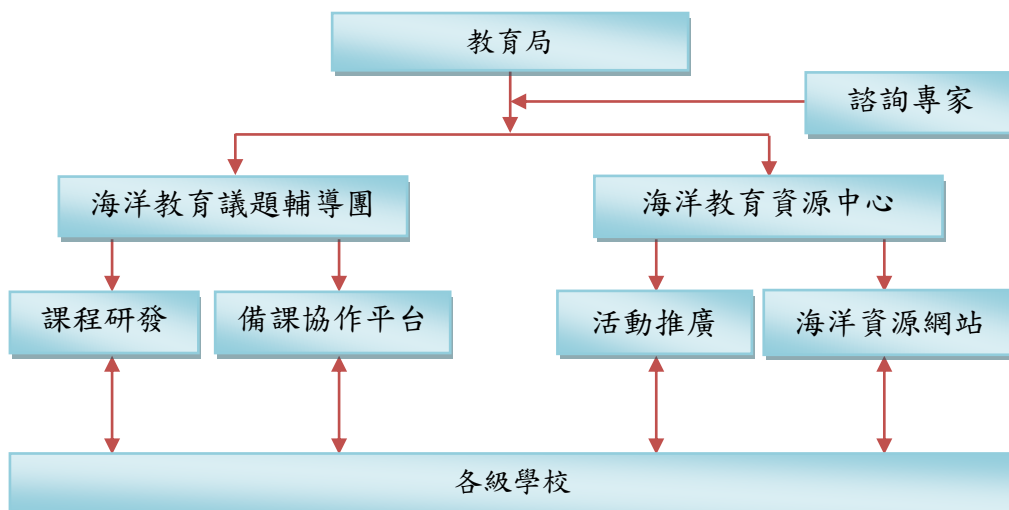 教育局
諮詢專家
海洋教育議題輔導團
海洋教育資源中心
課程研發
備課協作平台
活動推廣
海洋資源網站
各級學校